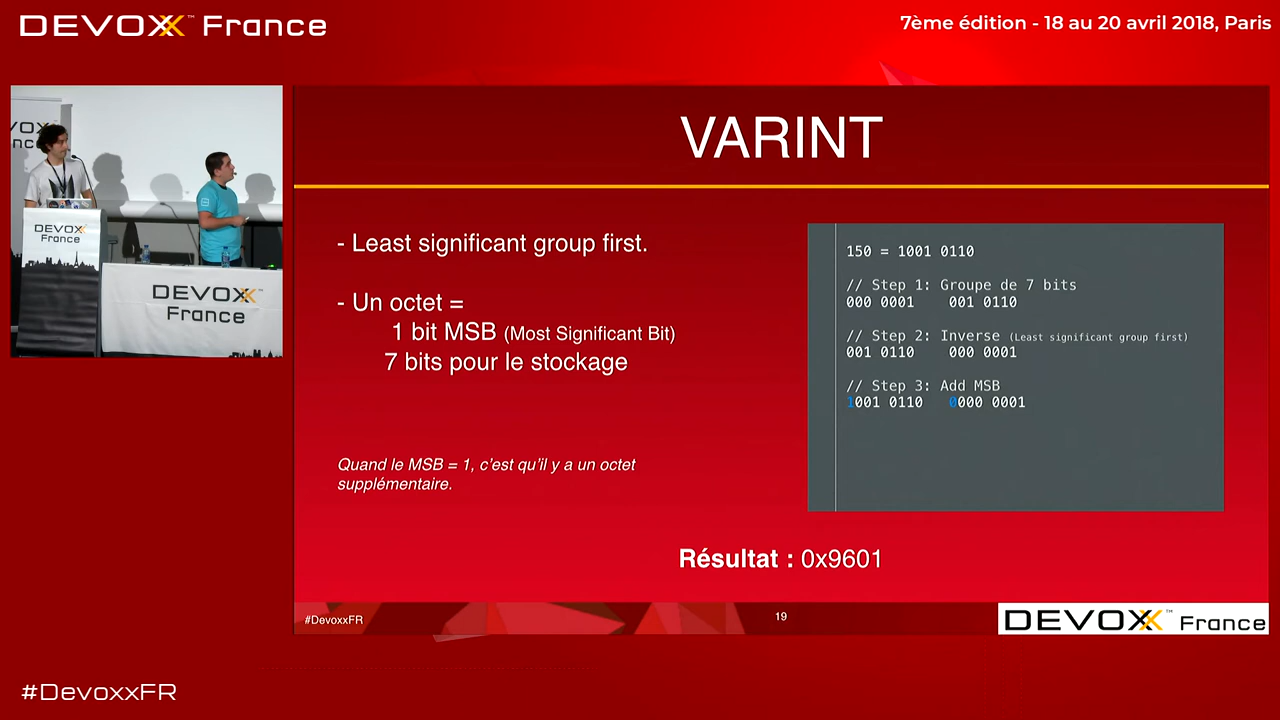 DEVOXX™ France
7ème édition - 18 au 20 avril 2018, Paris
DEVOXX
France
DEVOXX
France
VARINT
- Least significant group first.
- Un octet =
1 bit MSB (Most Significant Bit)
7 bits pour le stockage
Quand le MSB = 1, c'est qu'il y a un octet
supplémentaire.
150 = 1001 0110
// Step 1: Groupe de 7 bits
000 0001 001 0110
// Step 2: Inverse (Least significant group first)
001 0110 000 0001
// Step 3: Add MSB
1001 0110 0000 0001
Résultat : 0x9601
#DevoxxFR
19
DEVOXX™ France
#DevoxxFR